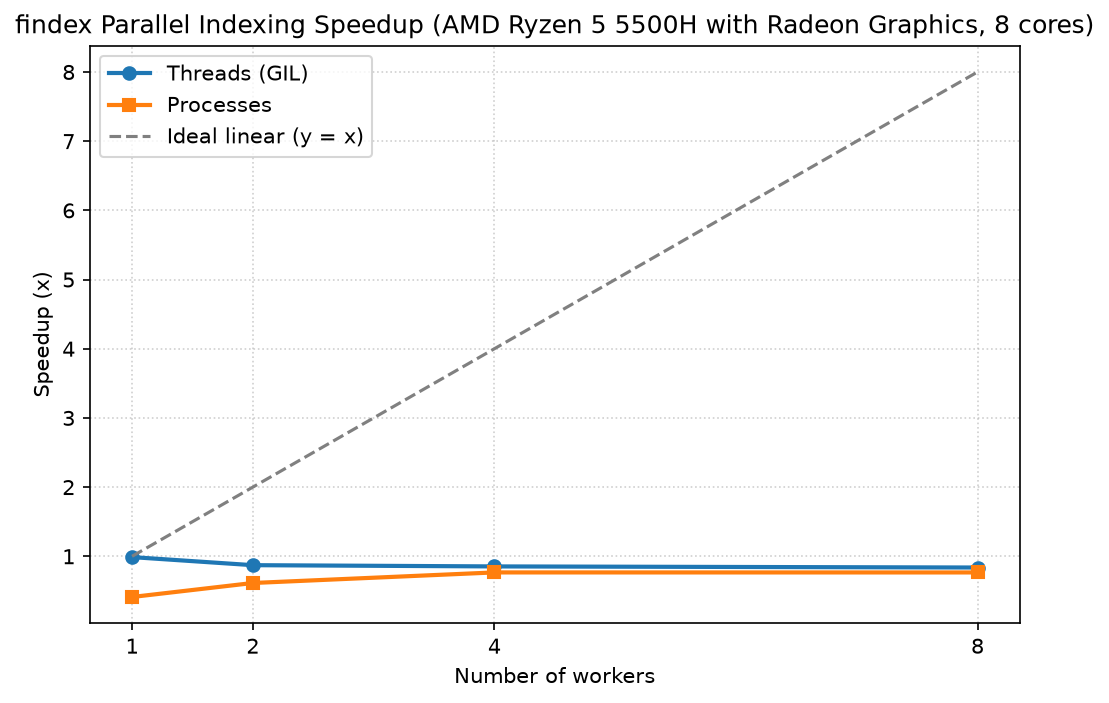 findex Parallel Indexing Speedup (AMD Ryzen 5 5500H with Radeon Graphics, 8 cores)
Threads (GIL)
Processes
Ideal linear (y = x)
Speedup (x)
8
7
6
5
4
3
2
1
1 2 4 8
Number of workers